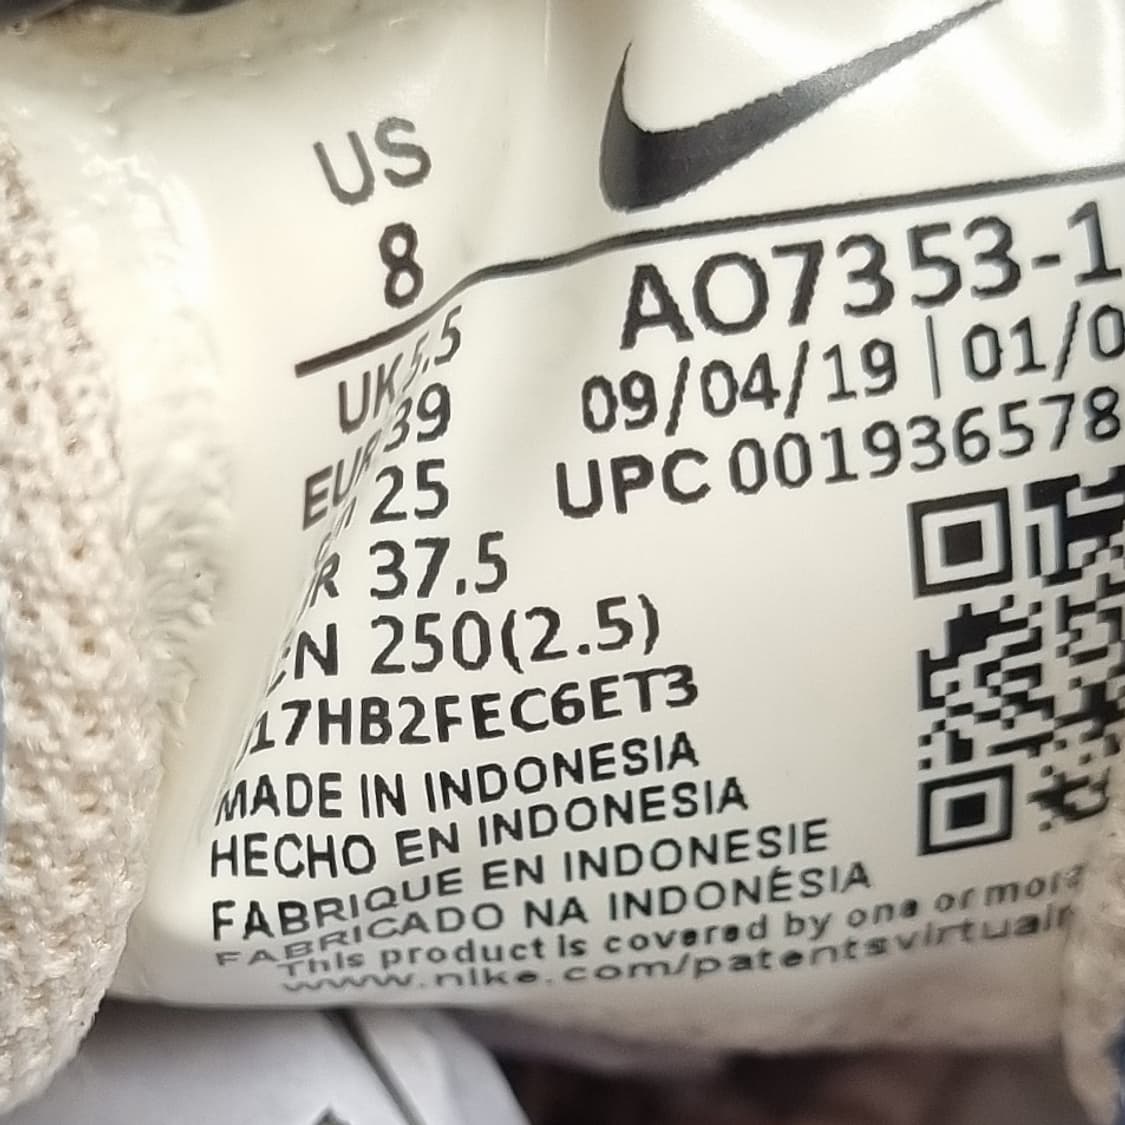 US
8
UK 5.5
EUR 39
25
R 37.5
CN 250(2.5)
17HB2FEC6ET3
AO7353-1
09/04/19 | 01/0
UPC 001936578
MADE IN INDONESIA
HECHO EN INDONESIA
FABRIQUE EN INDONESIE
FABRICADO NA INDONÉSIA
This product is covered by one or more
www.nike.com/patentsvirtual